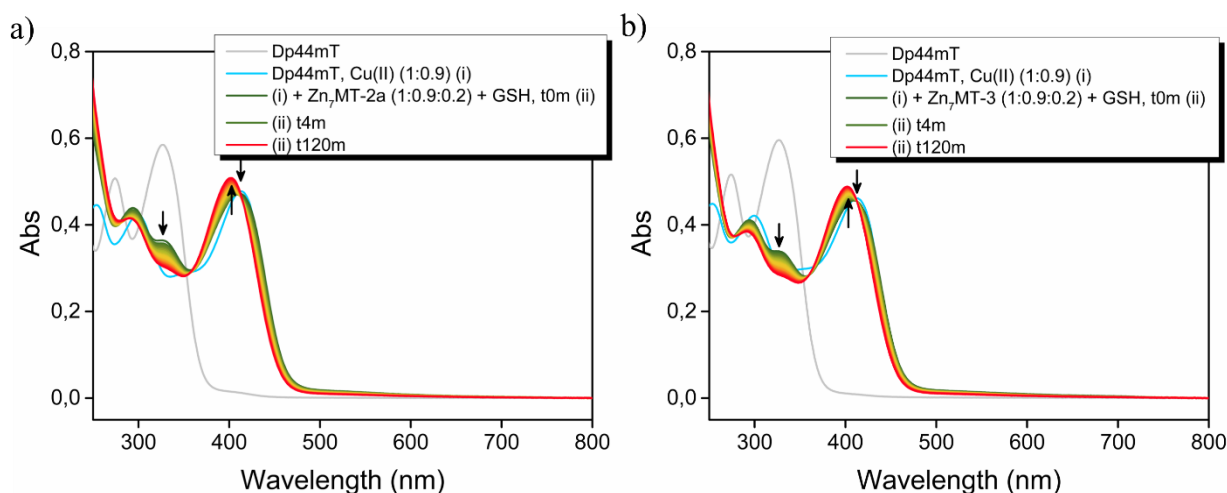 a)
0,8
0,6
0,4
0,2
0,0
Abs
Dp44mT
Dp44mT, Cu(II) (1:0.9) (i)
(i) + Zn₇MT-2a (1:0.9:0.2) + GSH, t0m (ii)
(ii) t4m
(ii) t120m
300 400 500 600 700 800
Wavelength (nm)
b)
0,8
0,6
0,4
0,2
0,0
Abs
Dp44mT
Dp44mT, Cu(II) (1:0.9) (i)
(i) + Zn₇MT-3 (1:0.9:0.2) + GSH, t0m (ii)
(ii) t4m
(ii) t120m
300 400 500 600 700 800
Wavelength (nm)